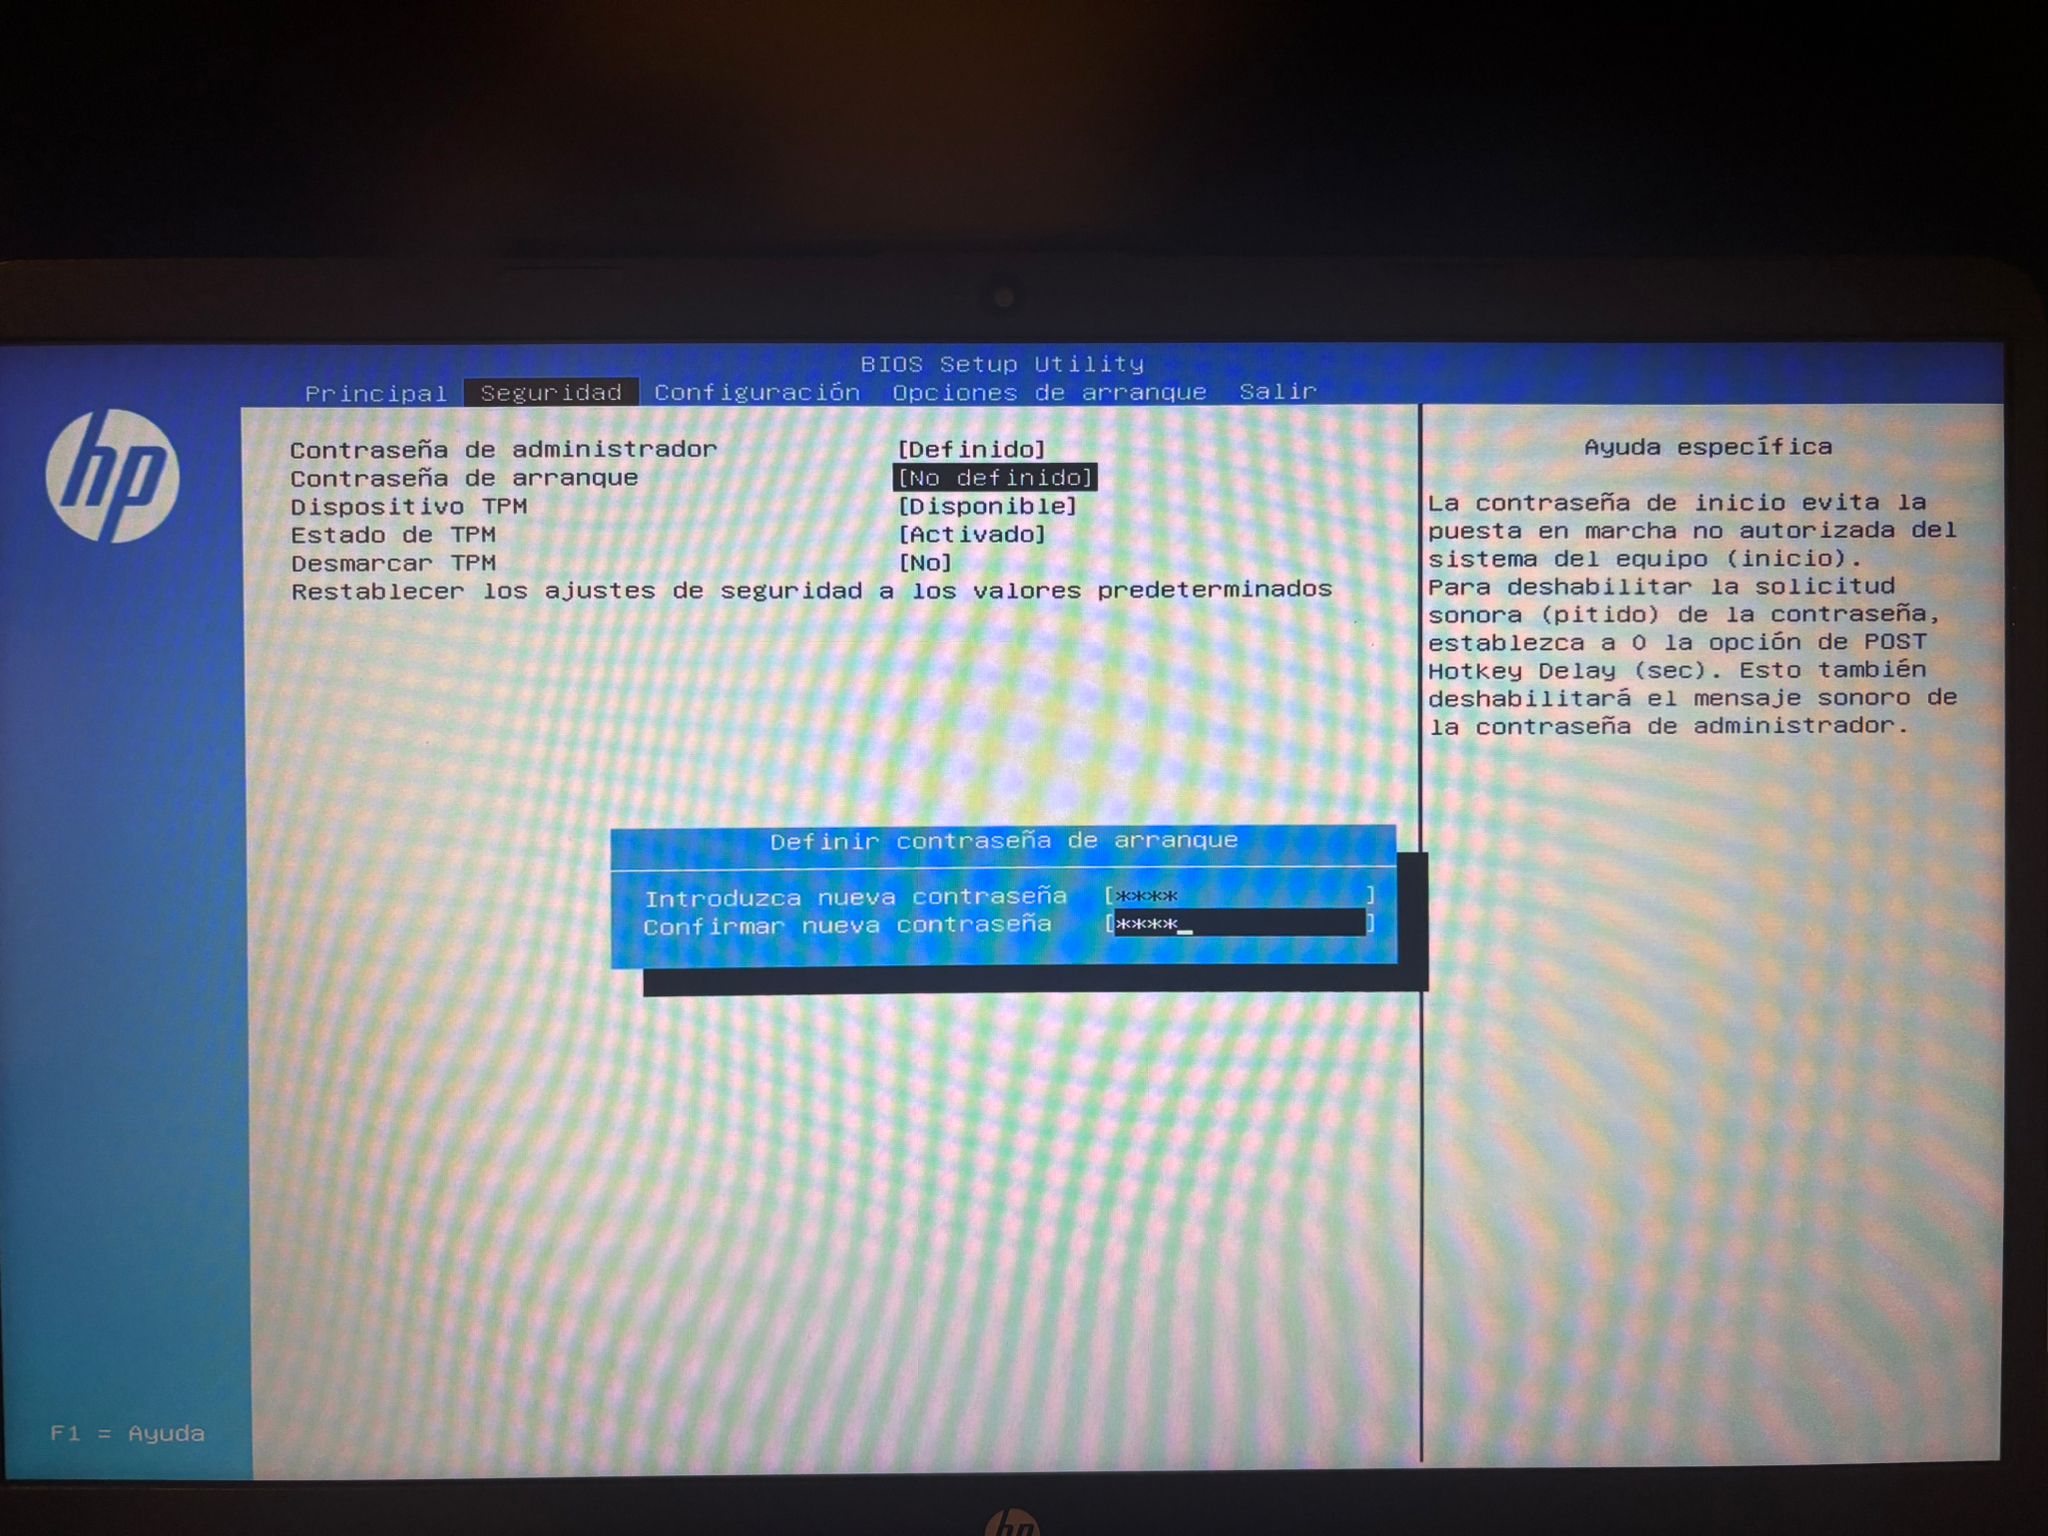 BIOS Setup Utility
Principal Seguridad Configuración Opciones de arranque Salir
hp
Contraseña de administrador [Definido]
Contraseña de arranque [No definido]
Dispositivo TPM [Disponible]
Estado de TPM [Activado]
Desmarcar TPM [No]
Restablecer los ajustes de seguridad a los valores predeterminados
Ayuda específica
La contraseña de inicio evita la
puesta en marcha no autorizada del
sistema del equipo (inicio).
Para deshabilitar la solicitud
sonora (pitido) de la contraseña,
establezca a 0 la opción de POST
Hotkey Delay (sec). Esto también
deshabilitará el mensaje sonoro de
la contraseña de administrador.
Definir contraseña de arranque
Introduzca nueva contraseña [**** ]
Confirmar nueva contraseña [****_ ]
F1 = Ayuda
hp